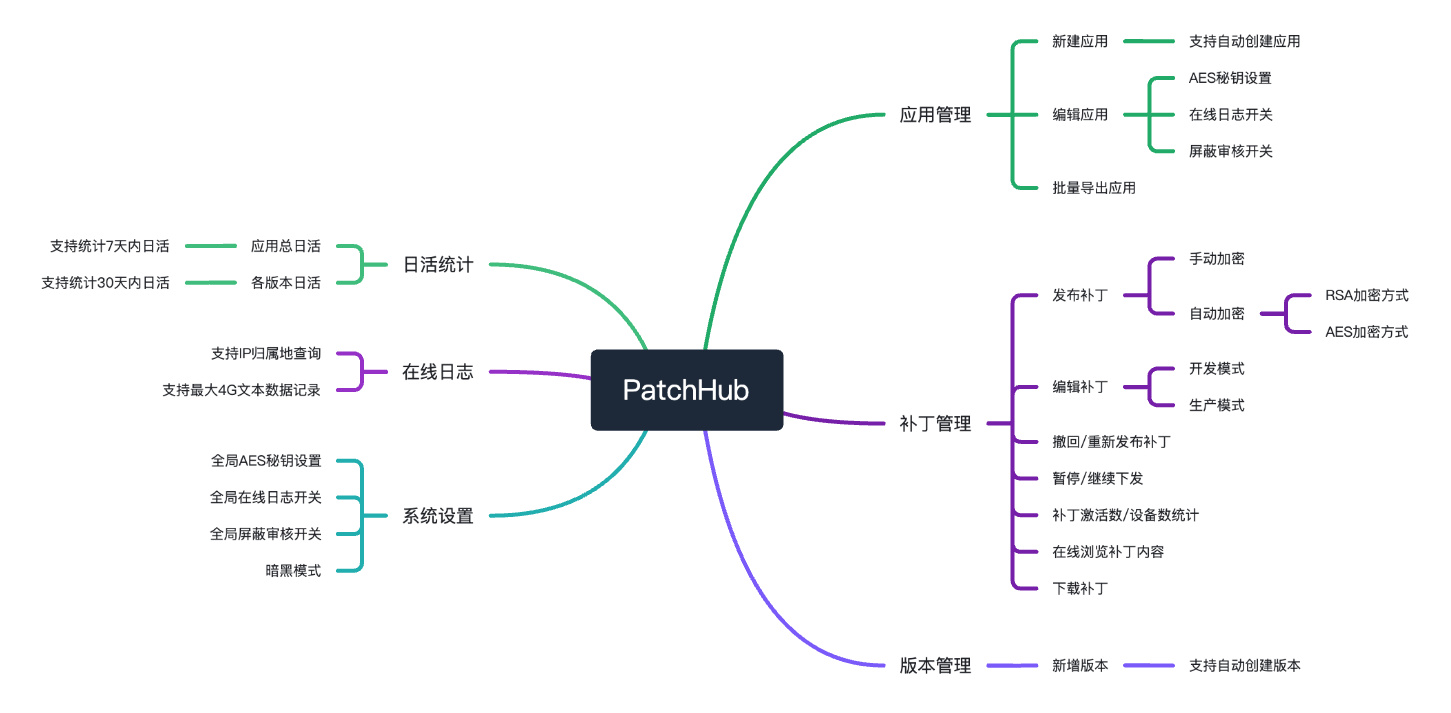 PatchHub
应用管理
新建应用
支持自动创建应用
编辑应用
AES秘钥设置
在线日志开关
屏蔽审核开关
批量导出应用
补丁管理
发布补丁
手动加密
自动加密
RSA加密方式
AES加密方式
编辑补丁
开发模式
生产模式
撤回/重新发布补丁
暂停/继续下发
补丁激活数/设备数统计
在线浏览补丁内容
下载补丁
版本管理
新增版本
支持自动创建版本
日活统计
应用总日活
支持统计7天内日活
各版本日活
支持统计30天内日活
在线日志
支持IP归属地查询
支持最大4G文本数据记录
系统设置
全局AES秘钥设置
全局在线日志开关
全局屏蔽审核开关
暗黑模式